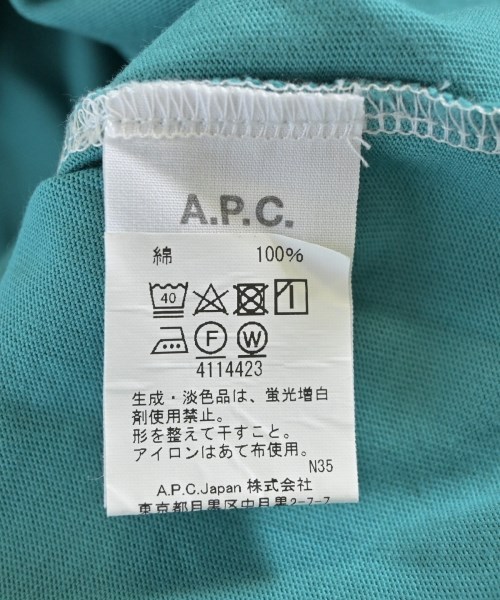 A.P.C.
綿 100%
40
F W
4114423
生成・淡色品は、蛍光増白
剤使用禁止。
形を整えて干すこと。
アイロンはあて布使用。
N35
A.P.C.Japan 株式会社
東京都目黒区中目黒2-7-7